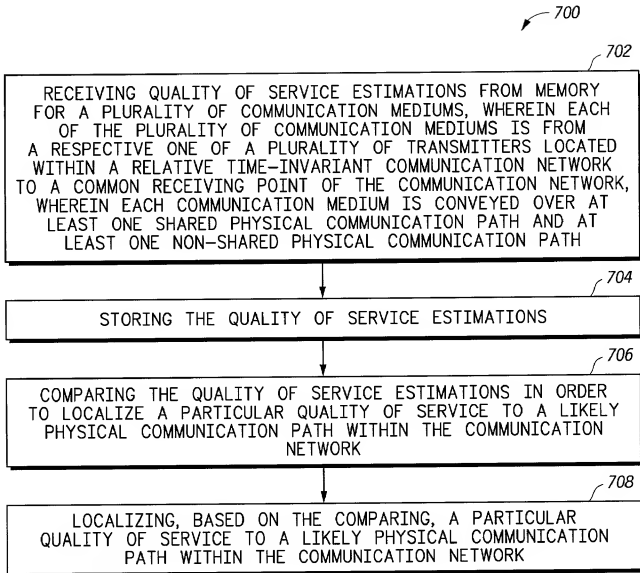 700
702
RECEIVING QUALITY OF SERVICE ESTIMATIONS FROM MEMORY
FOR A PLURALITY OF COMMUNICATION MEDIUMS, WHEREIN EACH
OF THE PLURALITY OF COMMUNICATION MEDIUMS IS FROM
A RESPECTIVE ONE OF A PLURALITY OF TRANSMITTERS LOCATED
WITHIN A RELATIVE TIME-INVARIANT COMMUNICATION NETWORK
TO A COMMON RECEIVING POINT OF THE COMMUNICATION NETWORK,
WHEREIN EACH COMMUNICATION MEDIUM IS CONVEYED OVER AT
LEAST ONE SHARED PHYSICAL COMMUNICATION PATH AND AT
LEAST ONE NON-SHARED PHYSICAL COMMUNICATION PATH
704
STORING THE QUALITY OF SERVICE ESTIMATIONS
706
COMPARING THE QUALITY OF SERVICE ESTIMATIONS IN ORDER
TO LOCALIZE A PARTICULAR QUALITY OF SERVICE TO A LIKELY
PHYSICAL COMMUNICATION PATH WITHIN THE COMMUNICATION
NETWORK
708
LOCALIZING, BASED ON THE COMPARING, A PARTICULAR
QUALITY OF SERVICE TO A LIKELY PHYSICAL COMMUNICATION
PATH WITHIN THE COMMUNICATION NETWORK